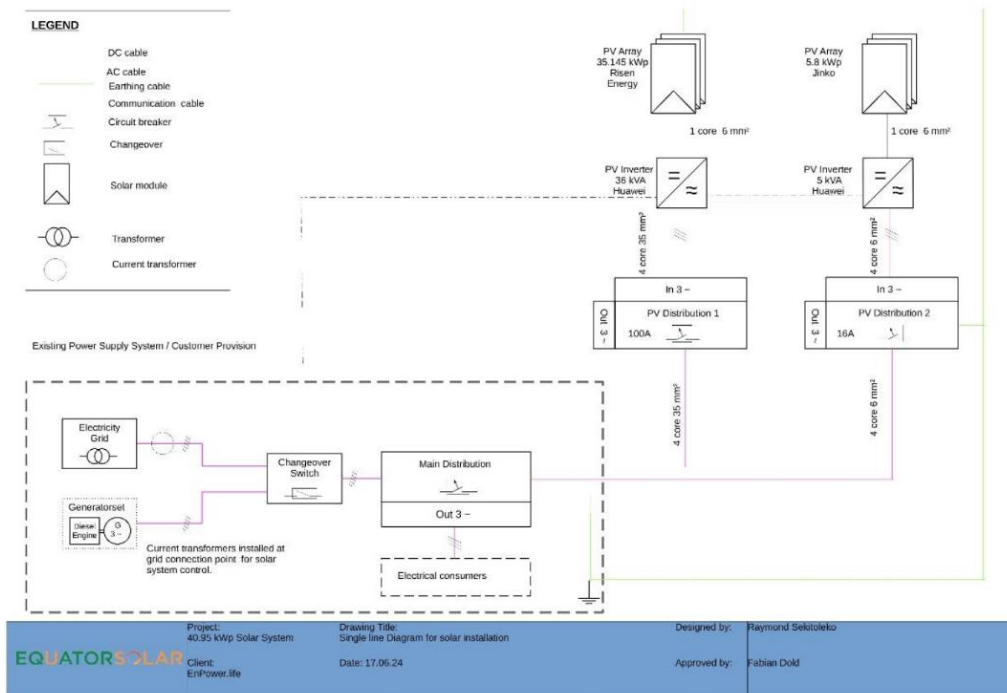 LEGEND
DC cable
AC cable
Earthing cable
Communication cable
Circuit breaker
Changeover
Solar module
Transformer
Current transformer
PV Array
35.145 kWp
Risen
Energy
PV Array
5.8 kWp
Jinko
1 core 6 mm²
1 core 6 mm²
PV Inverter
36 kVA
Huawei
=
≈
PV Inverter
5 kVA
Huawei
=
≈
4 core 35 mm²
4 core 6 mm²
In 3 ~
Out 3 ~
PV Distribution 1
100A
In 3 ~
Out 3 ~
PV Distribution 2
16A
4 core 35 mm²
4 core 6 mm²
Existing Power Supply System / Customer Provision
Electricity
Grid
Changeover
Switch
Main Distribution
Out 3 ~
Generatorset
Diesel
Engine
G
3 ~
Current transformers installed at
grid connection point for solar
system control.
Electrical consumers
EQUATORSOLAR
Project:
40.95 kWp Solar System
Client:
EnPower.life
Drawing Title:
Single line Diagram for solar installation
Date: 17.06.24
Designed by: Raymond Sekitoleko
Approved by: Fabian Dold